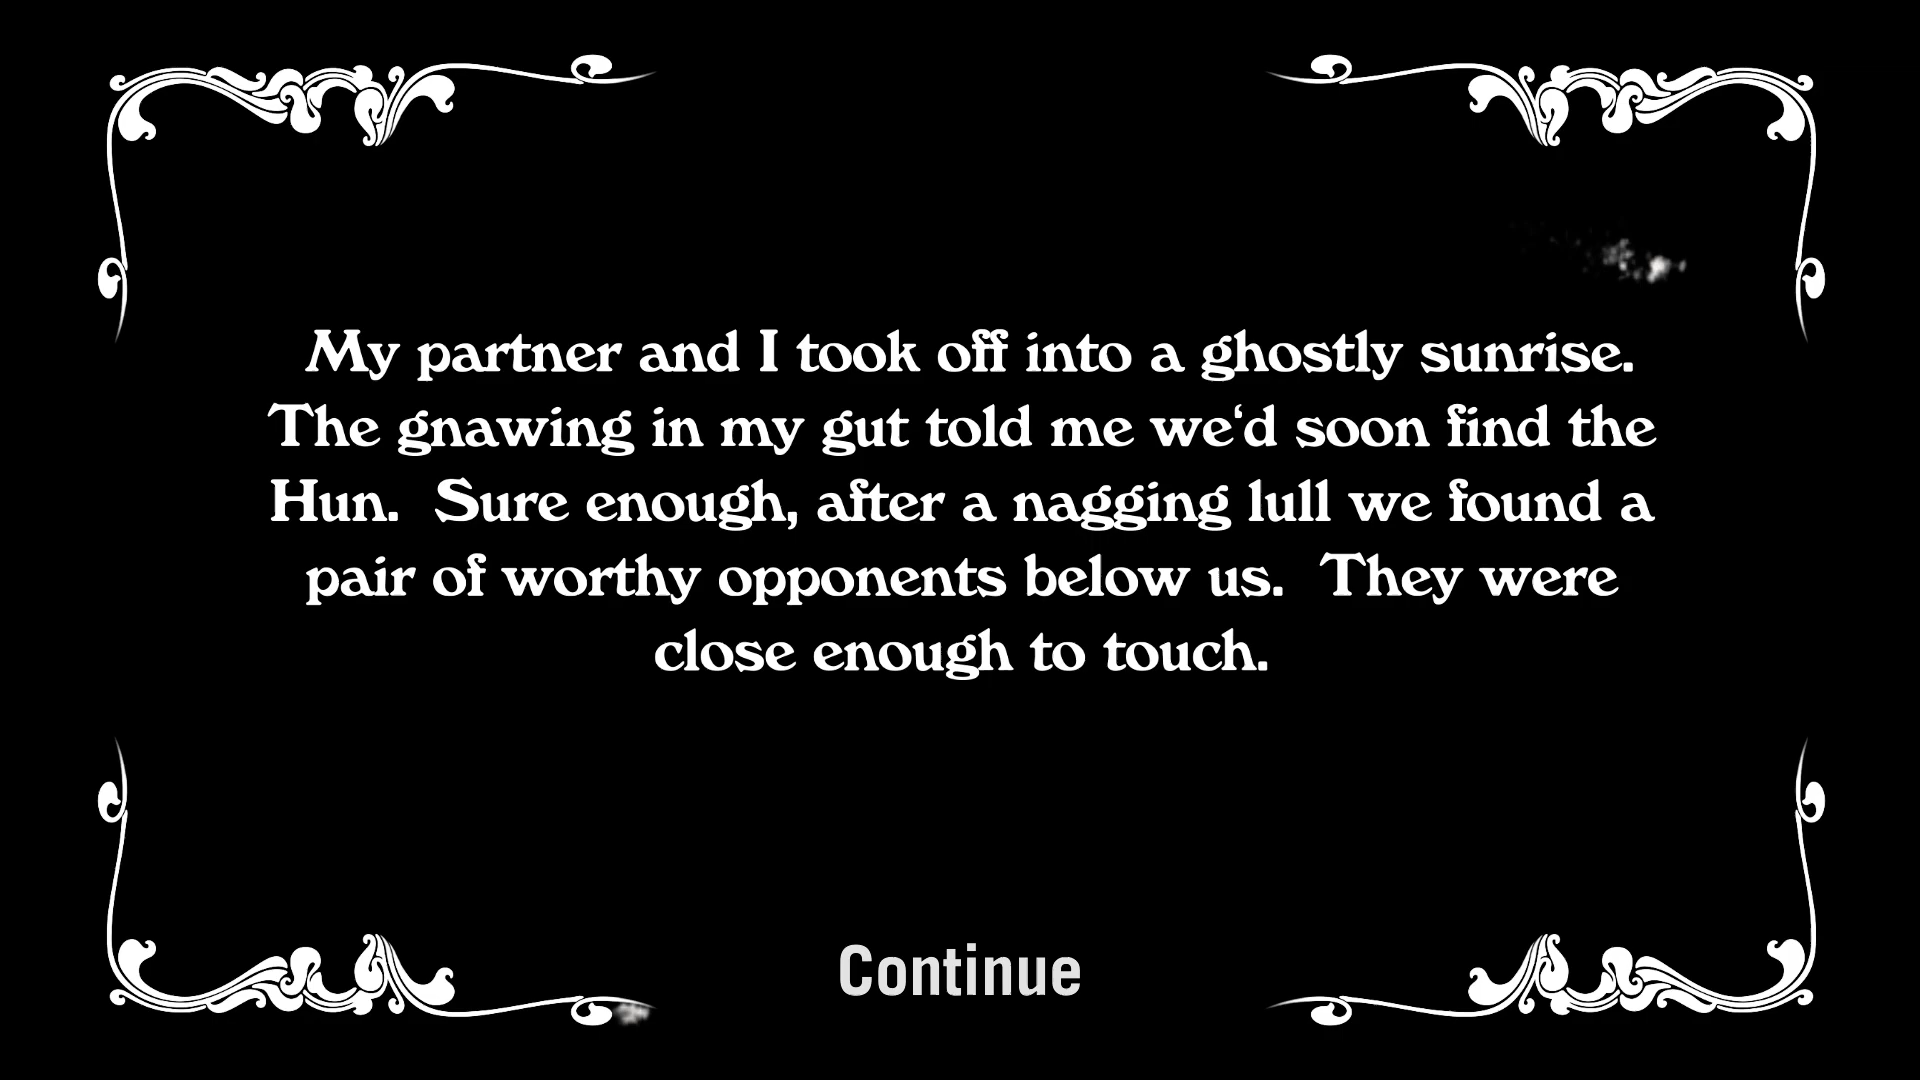 My partner and I took off into a ghostly sunrise.
The gnawing in my gut told me we‘d soon find the
Hun.  Sure enough, after a nagging lull we found a
pair of worthy opponents below us.  They were
close enough to touch.
Continue